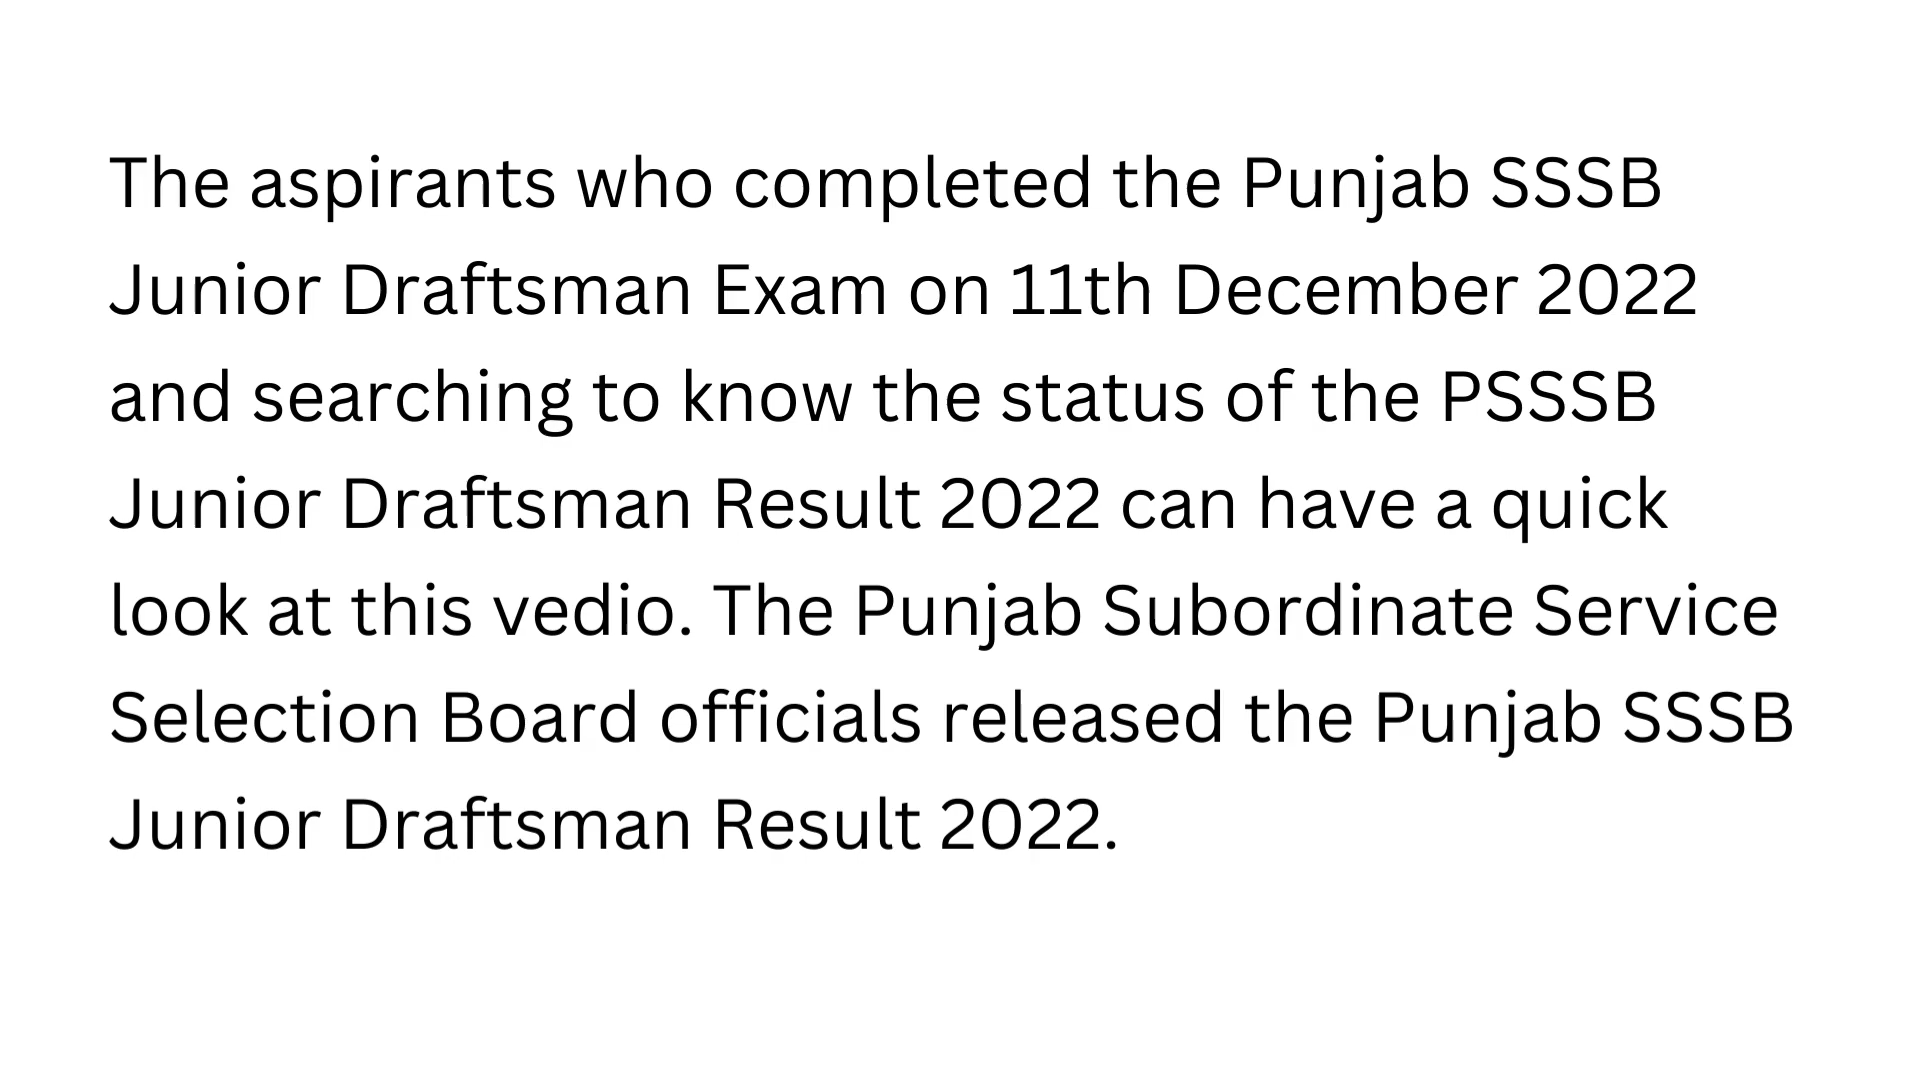 The aspirants who completed the Punjab SSSB
Junior Draftsman Exam on 11th December 2022
and searching to know the status of the PSSSB
Junior Draftsman Result 2022 can have a quick
look at this vedio. The Punjab Subordinate Service
Selection Board officials released the Punjab SSSB
Junior Draftsman Result 2022.